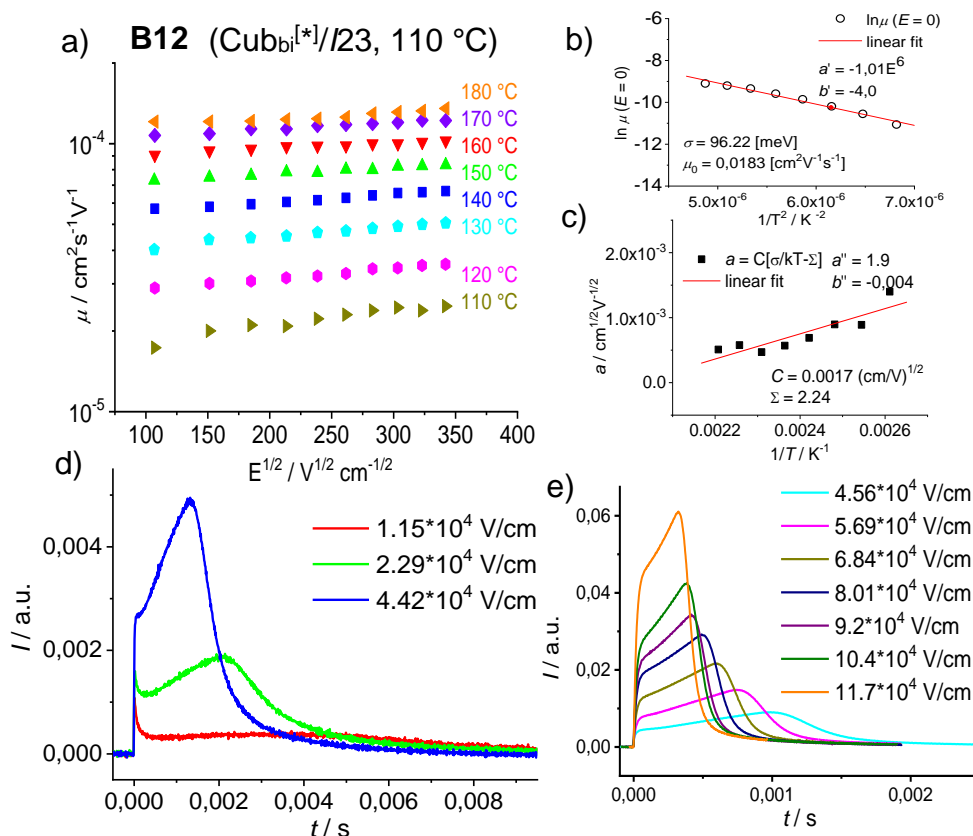 a) B12 (Cub_bi^[*]/I23, 110 °C)
μ / cm²s⁻¹V⁻¹
10⁻⁴
10⁻⁵
180 °C
170 °C
160 °C
150 °C
140 °C
130 °C
120 °C
110 °C
100 150 200 250 300 350 400
E^1/2 / V^1/2 cm^-1/2
b)
ln μ (E = 0)
-6
-8
-10
-12
-14
lnμ (E = 0)
linear fit
a' = -1,01E⁶
b' = -4,0
σ = 96.22 [meV]
μ₀ = 0,0183 [cm²V⁻¹s⁻¹]
5.0x10⁻⁶ 6.0x10⁻⁶ 7.0x10⁻⁶
1/T² / K⁻²
c)
a / cm^1/2V^-1/2
2.0x10⁻³
1.0x10⁻³
0.0
a = C[σ/kT-Σ] a'' = 1.9
linear fit b'' = -0,004
C = 0.0017 (cm/V)^1/2
Σ = 2.24
0.0022 0.0024 0.0026
1/T / K⁻¹
d)
I / a.u.
0,004
0,002
0,000
1.15*10⁴ V/cm
2.29*10⁴ V/cm
4.42*10⁴ V/cm
0,000 0,002 0,004 0,006 0,008
t / s
e)
I / a.u.
0,06
0,04
0,02
0,00
4.56*10⁴ V/cm
5.69*10⁴ V/cm
6.84*10⁴ V/cm
8.01*10⁴ V/cm
9.2*10⁴ V/cm
10.4*10⁴ V/cm
11.7*10⁴ V/cm
0,000 0,001 0,002
t / s